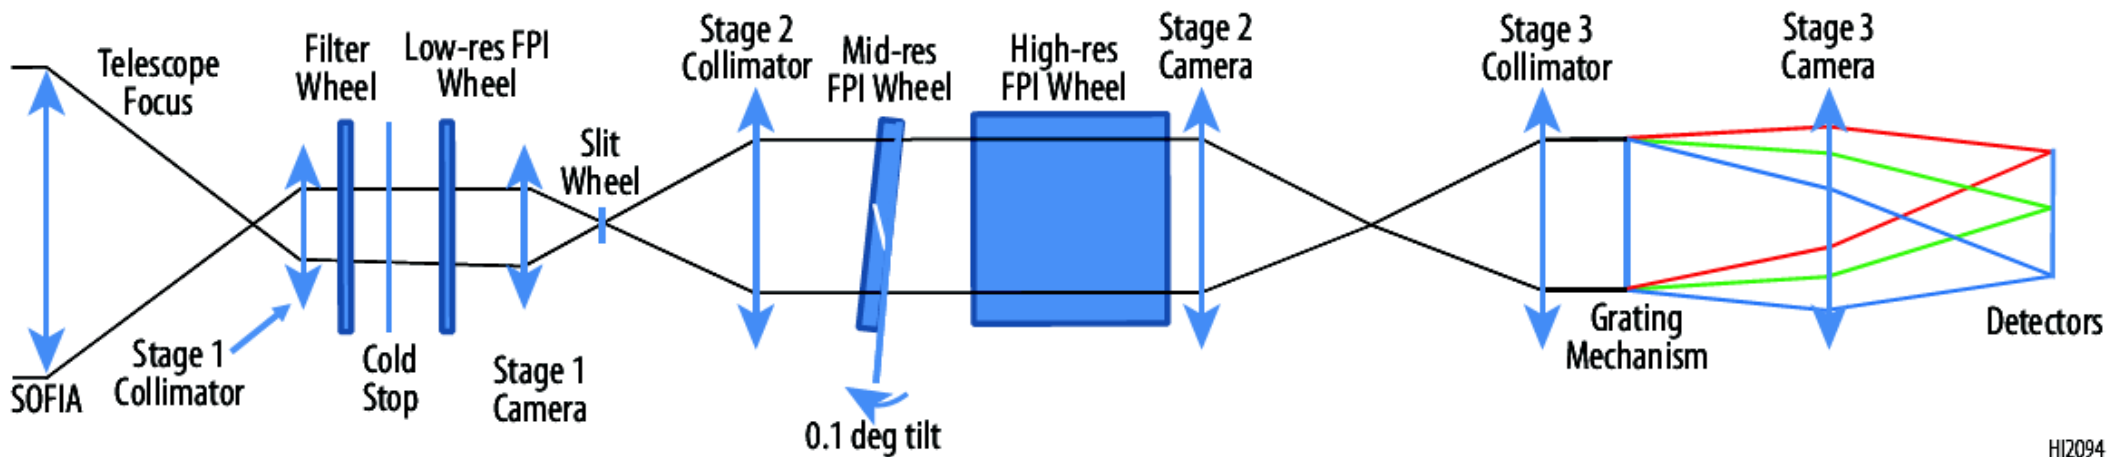 Telescope
Focus
SOFIA
Stage 1
Collimator
Filter
Wheel
Cold
Stop
Low-res FPI
Wheel
Stage 1
Camera
Slit
Wheel
Stage 2
Collimator
Mid-res
FPI Wheel
0.1 deg tilt
High-res
FPI Wheel
Stage 2
Camera
Stage 3
Collimator
Grating
Mechanism
Stage 3
Camera
Detectors
HI2094